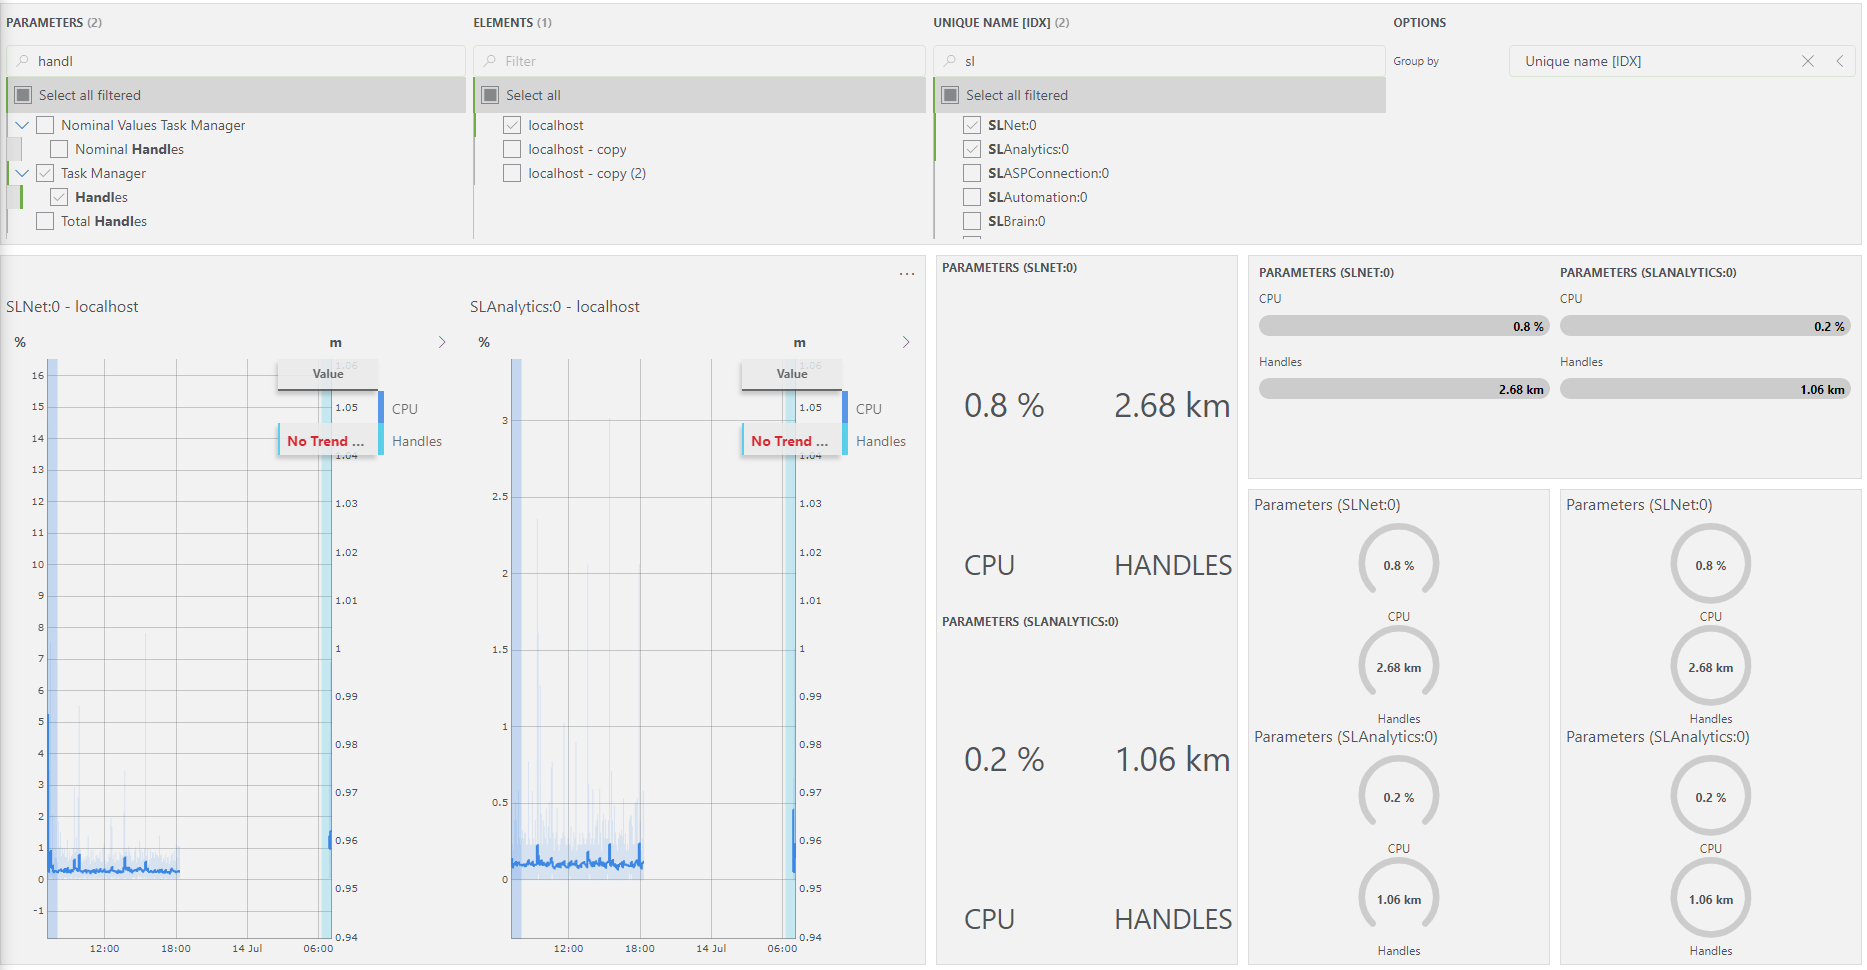 PARAMETERS (2)
handl
Select all filtered
Nominal Values Task Manager
Nominal Handles
Task Manager
Handles
Total Handles
ELEMENTS (1)
Filter
Select all
localhost
localhost - copy
localhost - copy (2)
UNIQUE NAME [IDX] (2)
sl
Select all filtered
SLNet:0
SLAnalytics:0
SLASPConnection:0
SLAutomation:0
SLBrain:0
OPTIONS
Group by
Unique name [IDX]
...
SLNet:0 - localhost
%
m
Value
CPU
No Trend ...
Handles
16
15
14
13
12
11
10
9
8
7
6
5
4
3
2
1
0
-1
1.06
1.05
1.04
1.03
1.02
1.01
1
0.99
0.98
0.97
0.96
0.95
0.94
12:00
18:00
14 Jul
06:00
SLAnalytics:0 - localhost
%
m
Value
CPU
No Trend ...
Handles
3
2.5
2
1.5
1
0.5
0
1.06
1.05
1.04
1.03
1.02
1.01
1
0.99
0.98
0.97
0.96
0.95
0.94
12:00
18:00
14 Jul
06:00
PARAMETERS (SLNET:0)
0.8 %
2.68 km
CPU
HANDLES
PARAMETERS (SLANALYTICS:0)
0.2 %
1.06 km
CPU
HANDLES
PARAMETERS (SLNET:0)
CPU
0.8 %
Handles
2.68 km
PARAMETERS (SLANALYTICS:0)
CPU
0.2 %
Handles
1.06 km
Parameters (SLNet:0)
0.8 %
CPU
2.68 km
Handles
Parameters (SLAnalytics:0)
0.2 %
CPU
1.06 km
Handles
Parameters (SLNet:0)
0.8 %
CPU
2.68 km
Handles
Parameters (SLAnalytics:0)
0.2 %
CPU
1.06 km
Handles